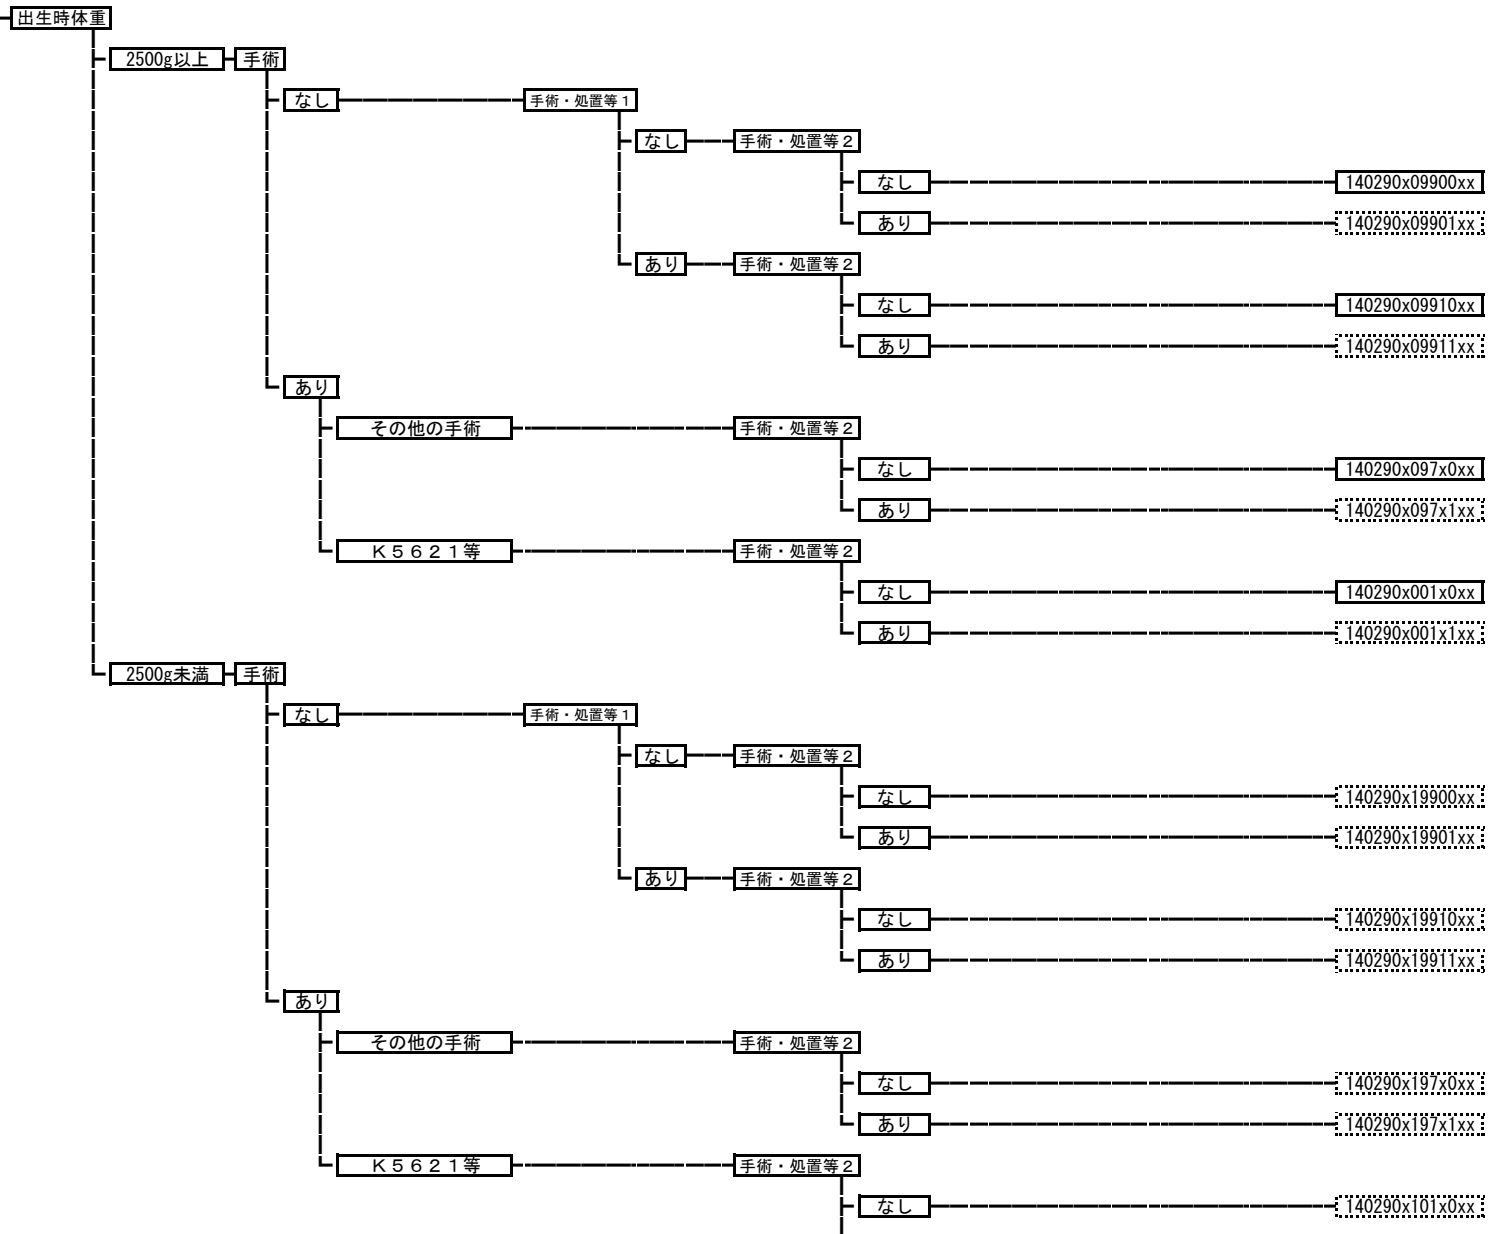 出生時体重
2500g以上 手術
なし 手術・処置等１
なし 手術・処置等２
なし 140290x09900xx
あり 140290x09901xx
あり 手術・処置等２
なし 140290x09910xx
あり 140290x09911xx
あり
その他の手術 手術・処置等２
なし 140290x097x0xx
あり 140290x097x1xx
Ｋ５６２１等 手術・処置等２
なし 140290x001x0xx
あり 140290x001x1xx
2500g未満 手術
なし 手術・処置等１
なし 手術・処置等２
なし 140290x19900xx
あり 140290x19901xx
あり 手術・処置等２
なし 140290x19910xx
あり 140290x19911xx
あり
その他の手術 手術・処置等２
なし 140290x197x0xx
あり 140290x197x1xx
Ｋ５６２１等 手術・処置等２
なし 140290x101x0xx